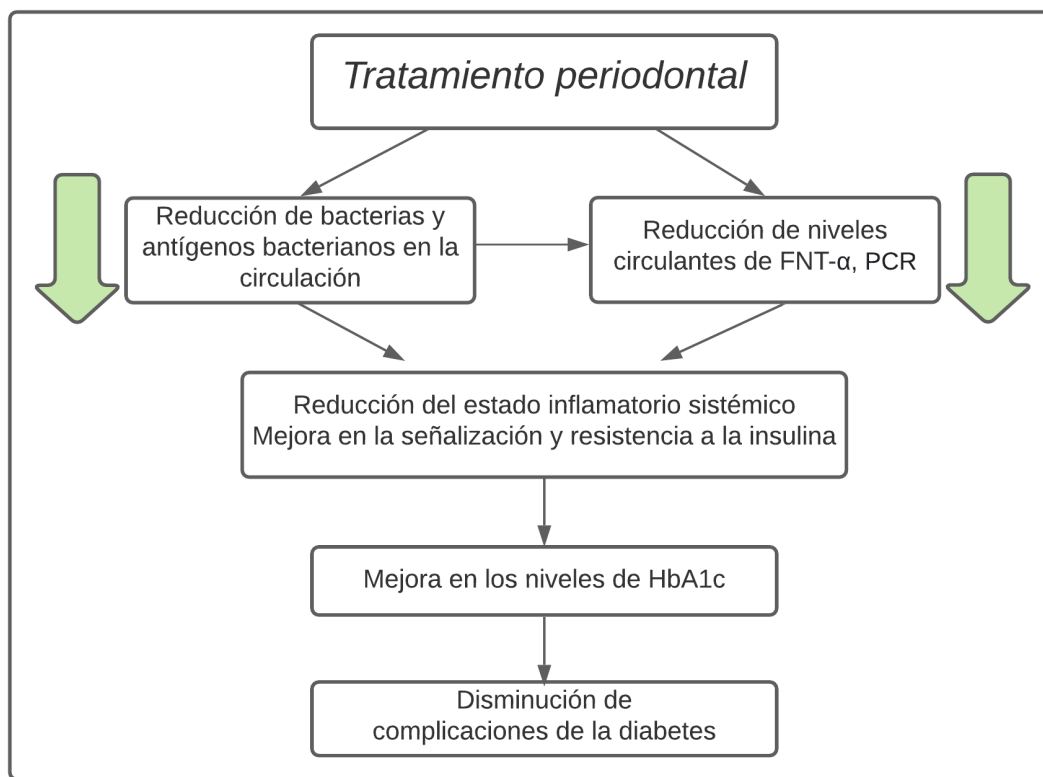 Tratamiento periodontal
Reducción de bacterias y
antígenos bacterianos en la
circulación
Reducción de niveles
circulantes de FNT-α, PCR
Reducción del estado inflamatorio sistémico
Mejora en la señalización y resistencia a la insulina
Mejora en los niveles de HbA1c
Disminución de
complicaciones de la diabetes